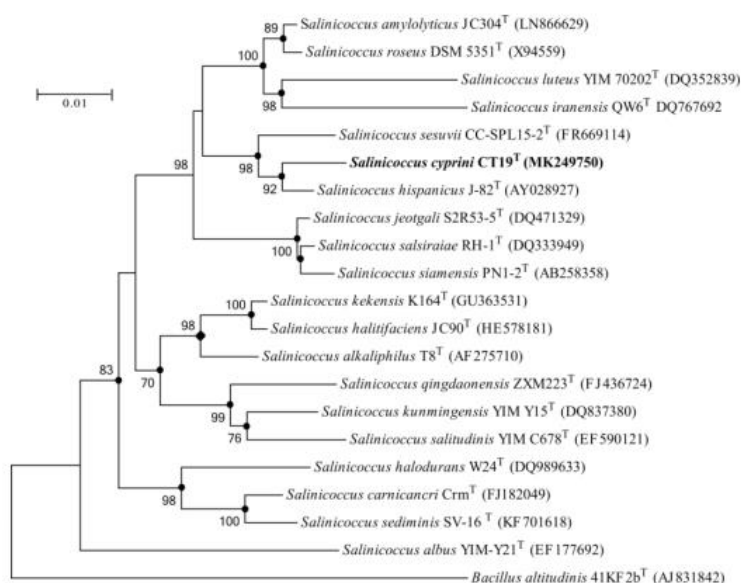 89 Salinicoccus amylolyticus JC304T (LN866629)
Salinicoccus roseus DSM 5351T (X94559)
100
Salinicoccus luteus YIM 70202T (DQ352839)
0.01
98 Salinicoccus iranensis QW6T DQ767692
Salinicoccus sesuvii CC-SPL15-2T (FR669114)
98 98 Salinicoccus cyprini CT19T (MK249750)
92 Salinicoccus hispanicus J-82T (AY028927)
Salinicoccus jeotgali S2R53-5T (DQ471329)
100 Salinicoccus salsiraiae RH-1T (DQ333949)
Salinicoccus siamensis PN1-2T (AB258358)
100 Salinicoccus kekensis K164T (GU363531)
98 Salinicoccus halitifaciens JC90T (HE578181)
Salinicoccus alkaliphilus T8T (AF275710)
83 70 Salinicoccus qingdaonensis ZXM223T (FJ436724)
99 Salinicoccus kunmingensis YIM Y15T (DQ837380)
76 Salinicoccus salitudinis YIM C678T (EF590121)
Salinicoccus halodurans W24T (DQ989633)
98 Salinicoccus carnicancri CrmT (FJ182049)
100 Salinicoccus sediminis SV-16 T (KF701618)
Salinicoccus albus YIM-Y21T (EF177692)
Bacillus altitudinis 41KF2bT (AJ831842)